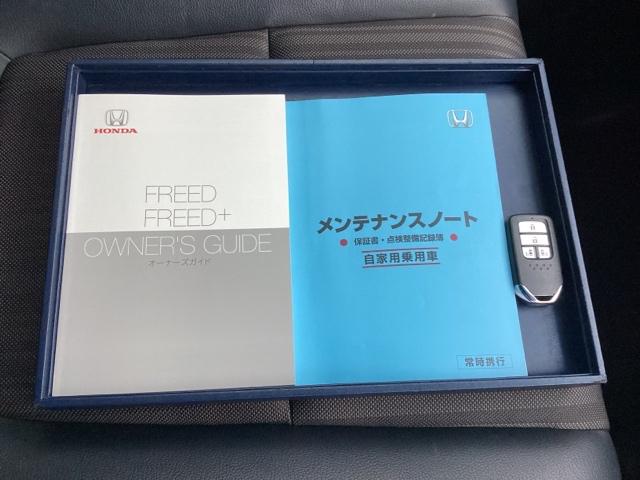 HONDA
FREED
FREED+
OWNER'S GUIDE
オーナーズガイド
メンテナンスノート
保証書・点検整備記録簿
自家用乗用車
常時携行